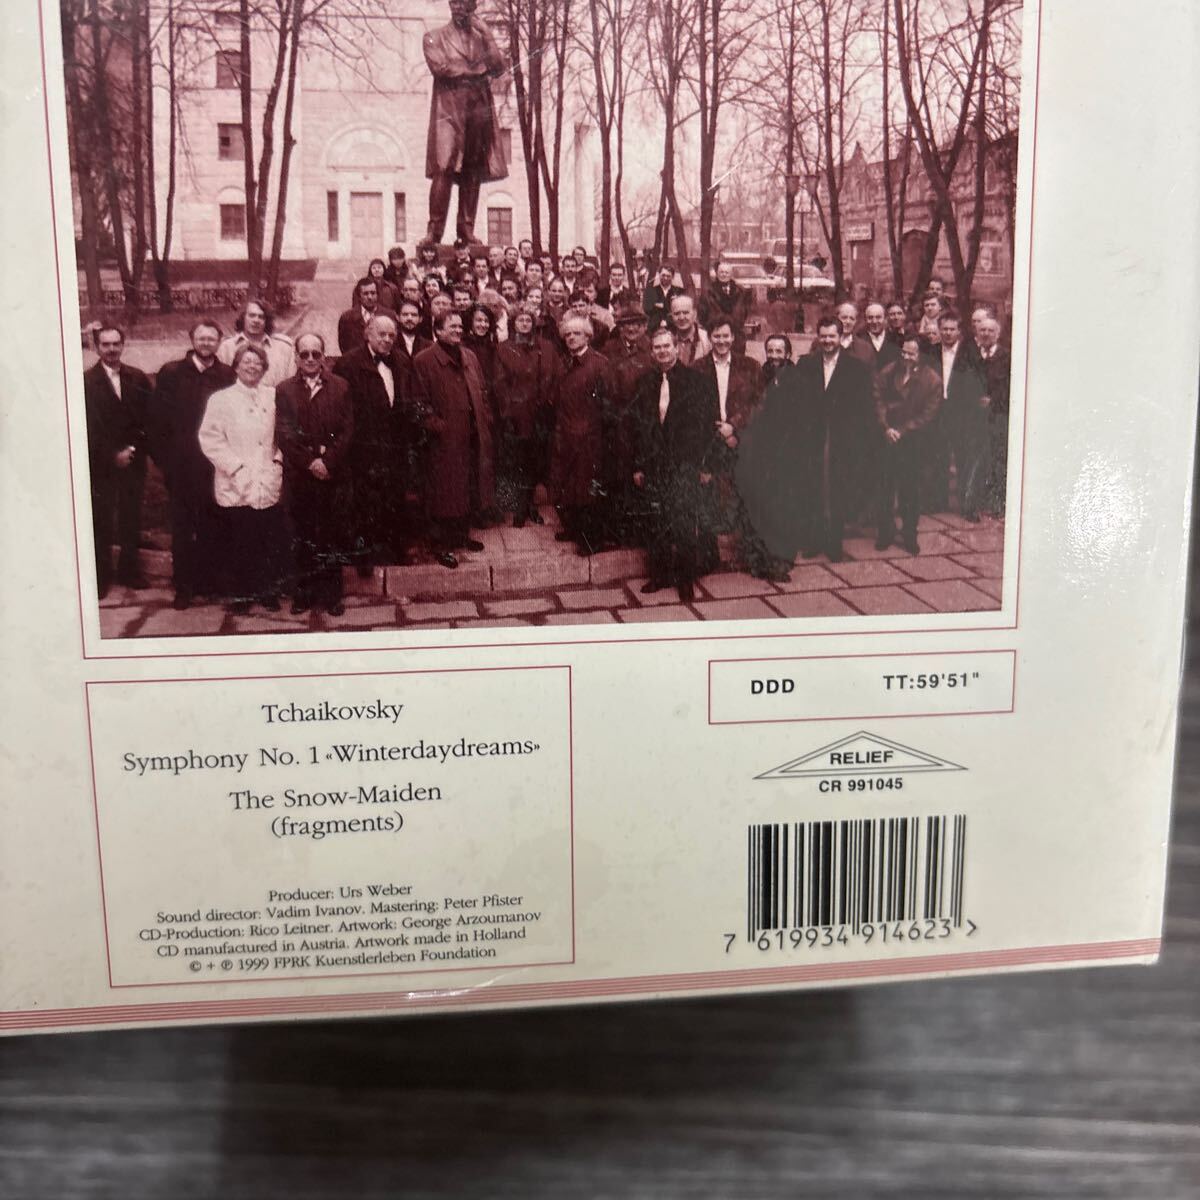 Tchaikovsky
Symphony No. 1 «Winterdaydreams»
The Snow-Maiden
(fragments)
Producer: Urs Weber
Sound director: Vadim Ivanov. Mastering: Peter Pfister
CD-Production: Rico Leitner. Artwork: George Arzoumanov
CD manufactured in Austria. Artwork made in Holland
© + ℗ 1999 FPRK Kuenstlerleben Foundation
DDD TT:59'51"
RELIEF
CR 991045
7 619934 914623 >